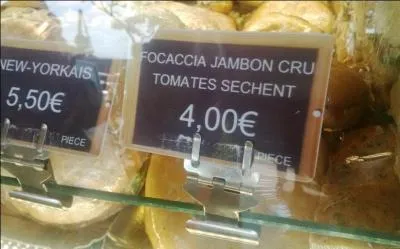 NEW-YORKAIS
5,50€
PIECE
FOCACCIA JAMBON CRU
TOMATES SECHENT
4,00€
PIECE